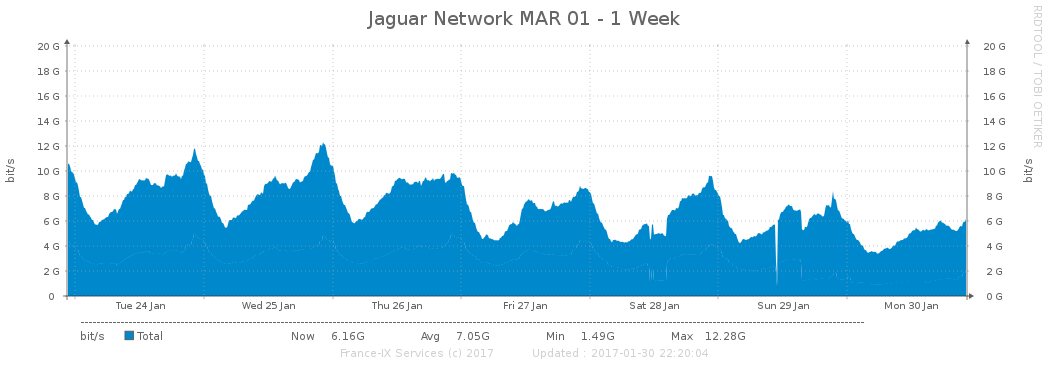 Jaguar Network MAR 01 - 1 Week
RRDTOOL / TOBI OETIKER
bit/s
bit/s
20 G 20 G
18 G 18 G
16 G 16 G
14 G 14 G
12 G 12 G
10 G 10 G
8 G 8 G
6 G 6 G
4 G 4 G
2 G 2 G
0 0 G
Tue 24 Jan Wed 25 Jan Thu 26 Jan Fri 27 Jan Sat 28 Jan Sun 29 Jan Mon 30 Jan
bit/s Total Now 6.16G Avg 7.05G Min 1.49G Max 12.28G
France-IX Services (c) 2017 Updated : 2017-01-30 22:20:04